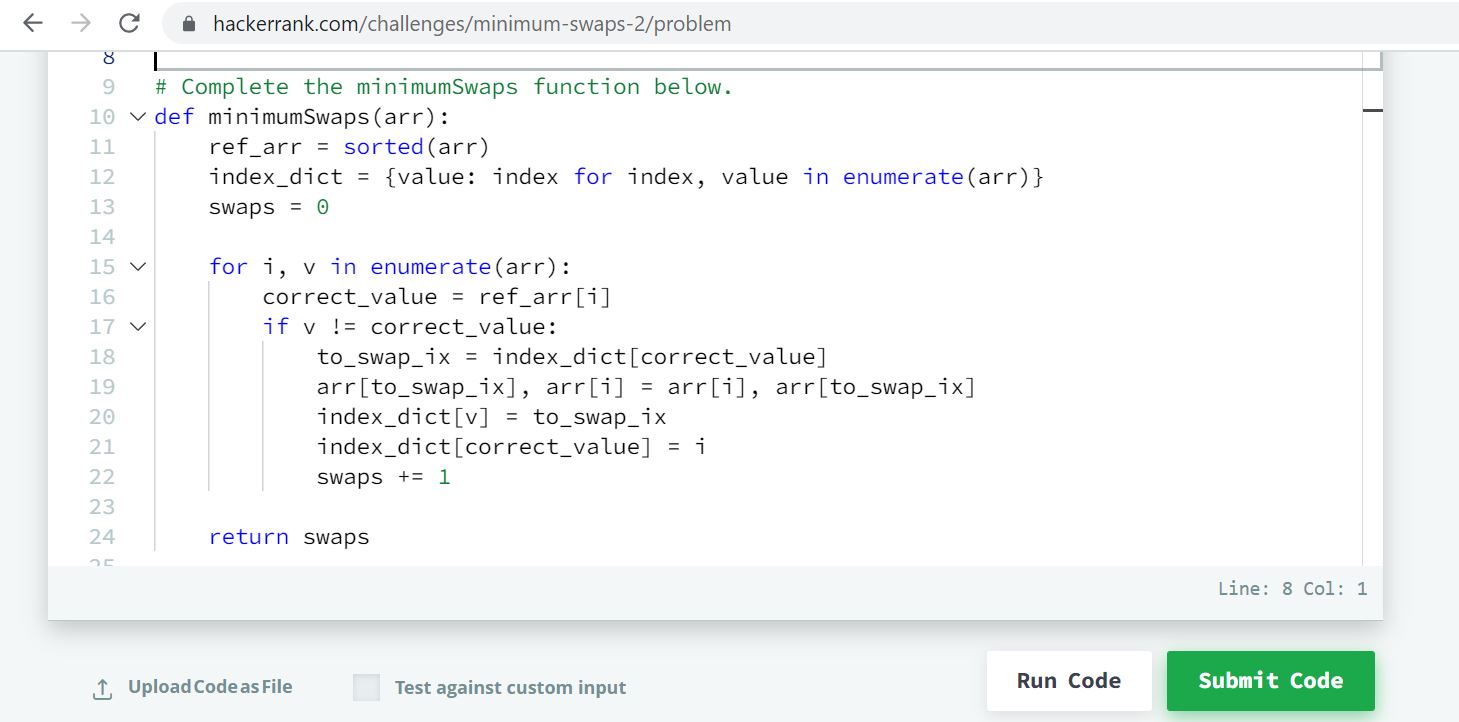 hackerrank.com/challenges/minimum-swaps-2/problem
8
9 # Complete the minimumSwaps function below.
10 def minimumSwaps(arr):
11     ref_arr = sorted(arr)
12     index_dict = {value: index for index, value in enumerate(arr)}
13     swaps = 0
14
15     for i, v in enumerate(arr):
16         correct_value = ref_arr[i]
17         if v != correct_value:
18             to_swap_ix = index_dict[correct_value]
19             arr[to_swap_ix], arr[i] = arr[i], arr[to_swap_ix]
20             index_dict[v] = to_swap_ix
21             index_dict[correct_value] = i
22             swaps += 1
23
24     return swaps
25
Line: 8 Col: 1
Upload Code as File Test against custom input Run Code Submit Code